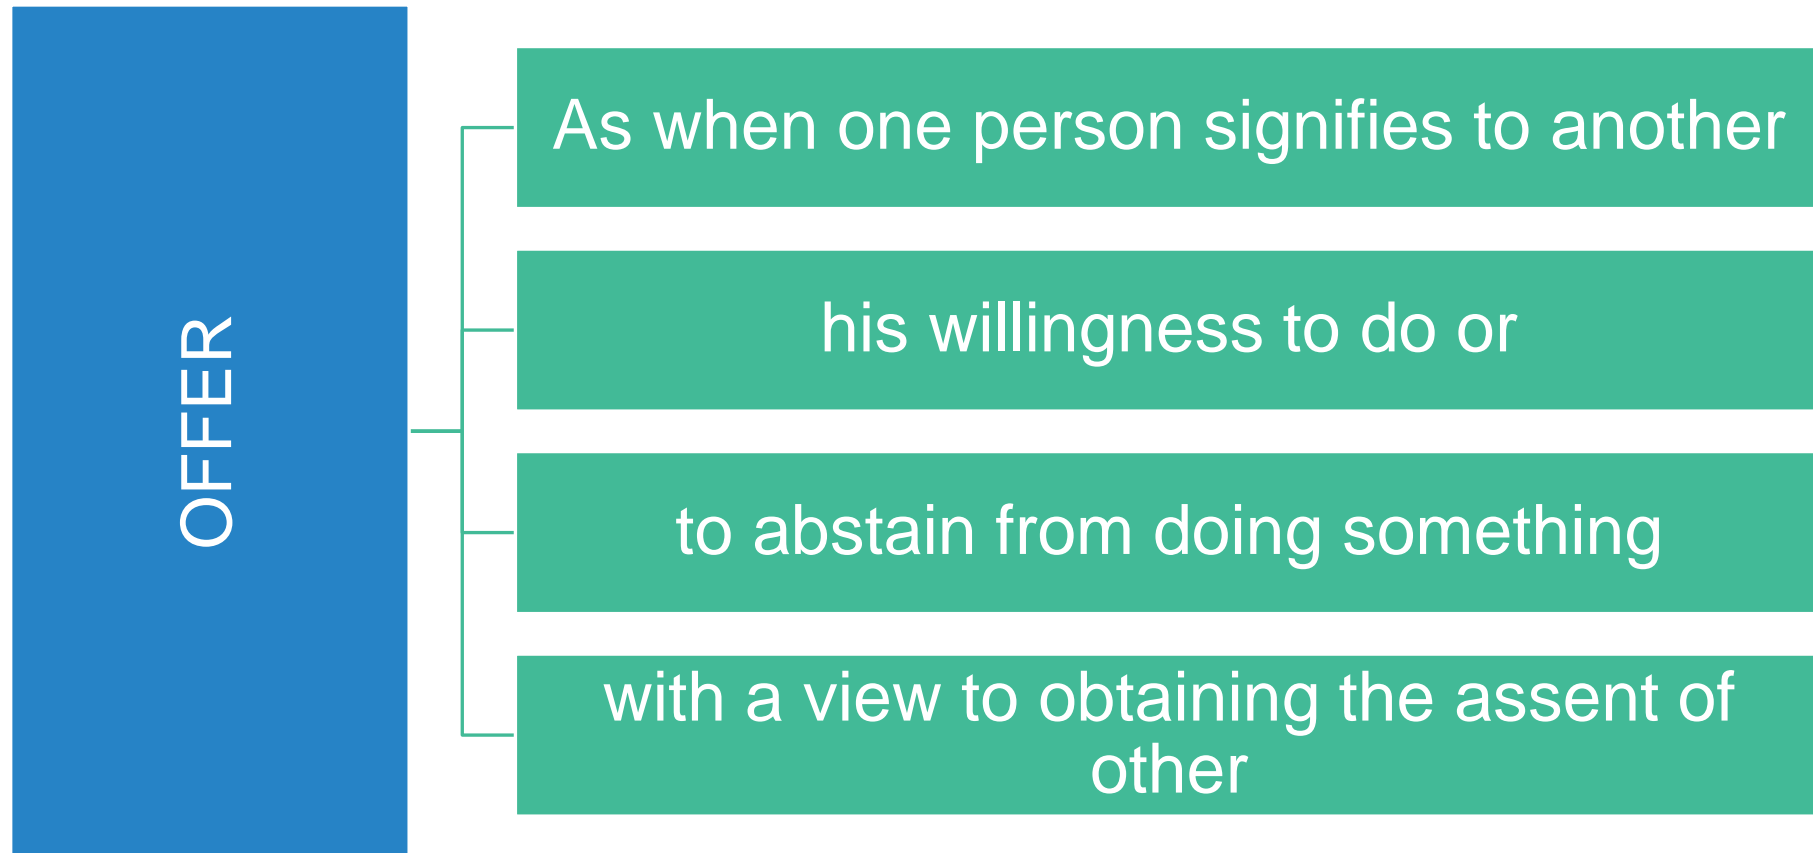 OFFER
As when one person signifies to another
his willingness to do or
to abstain from doing something
with a view to obtaining the assent of
other